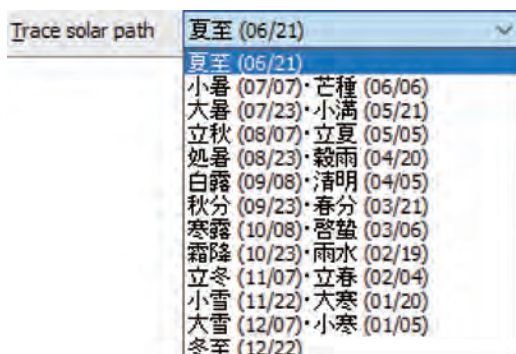 Trace solar path 夏至 (06/21)
夏至 (06/21)
小暑 (07/07)･芒種 (06/06)
大暑 (07/23)･小満 (05/21)
立秋 (08/07)･立夏 (05/05)
処暑 (08/23)･穀雨 (04/20)
白露 (09/08)･清明 (04/05)
秋分 (09/23)･春分 (03/21)
寒露 (10/08)･啓蟄 (03/06)
霜降 (10/23)･雨水 (02/19)
立冬 (11/07)･立春 (02/04)
小雪 (11/22)･大寒 (01/20)
大雪 (12/07)･小寒 (01/05)
冬至 (12/22)